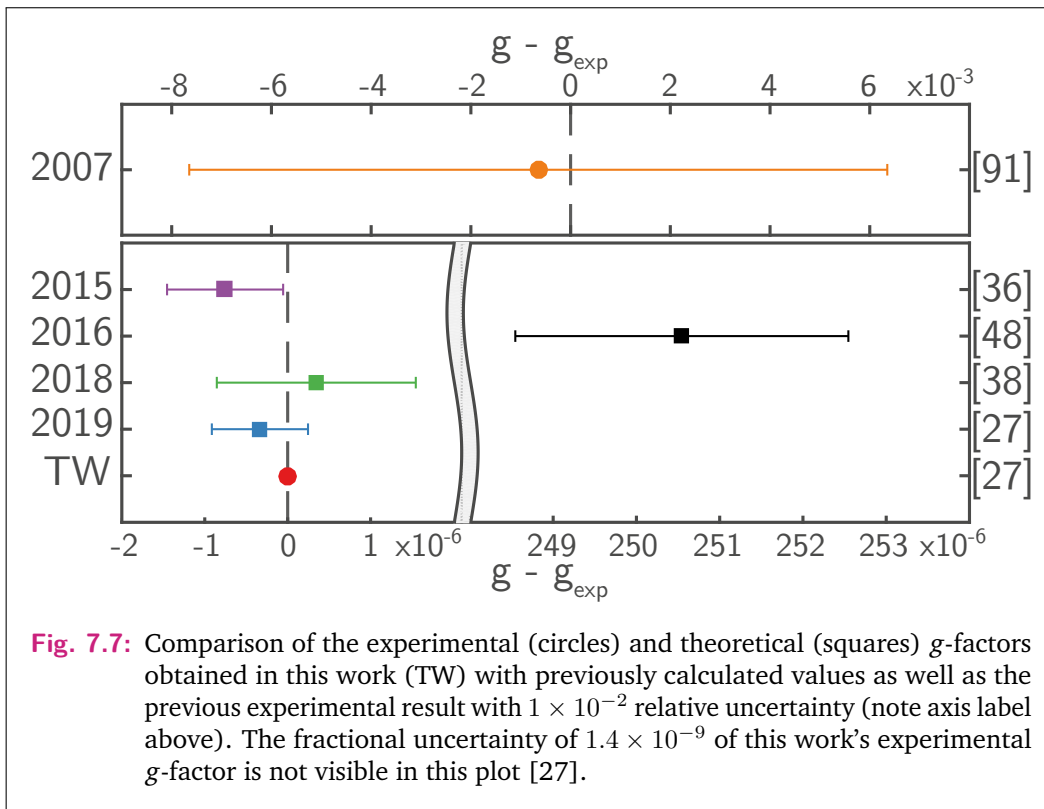 g - g_exp
-8 -6 -4 -2 0 2 4 6 x10^-3
2007 [91]
2015 [36]
2016 [48]
2018 [38]
2019 [27]
TW [27]
-2 -1 0 1 x10^-6 249 250 251 252 253 x10^-6
g - g_exp
Fig. 7.7: Comparison of the experimental (circles) and theoretical (squares) g-factors
obtained in this work (TW) with previously calculated values as well as the
previous experimental result with 1 × 10^−2 relative uncertainty (note axis label
above). The fractional uncertainty of 1.4 × 10^−9 of this work's experimental
g-factor is not visible in this plot [27].